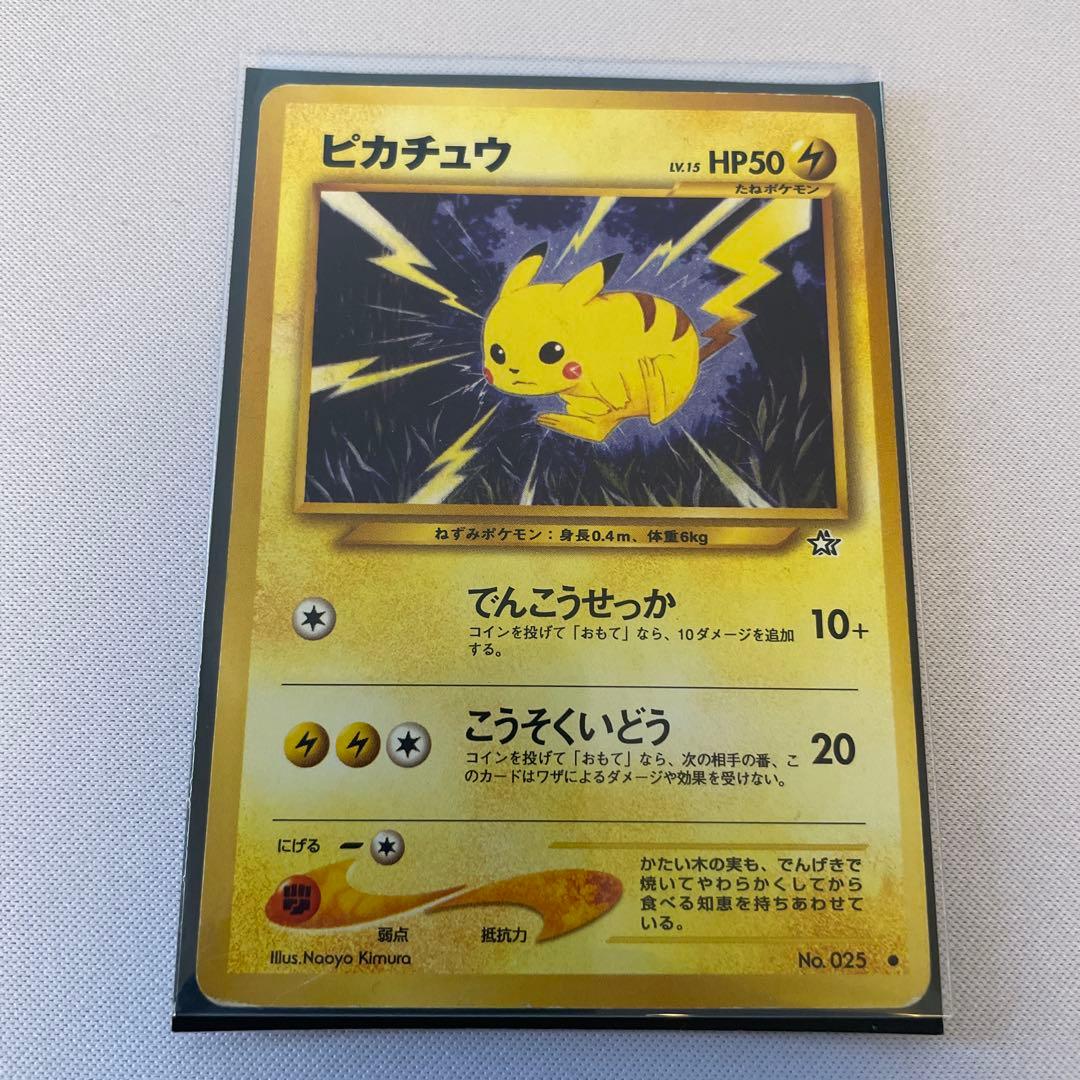 ピカチュウ
LV.15 HP50
たねポケモン
ねずみポケモン：身長0.4m、体重6kg
でんこうせっか
コインを投げて「おもて」なら、10ダメージを追加
する。
10+
こうそくいどう
コインを投げて「おもて」なら、次の相手の番、こ
のカードはワザによるダメージや効果を受けない。
20
にげる
弱点
抵抗力
かたい木の実も、でんげきで
焼いてやわらかくしてから
食べる知恵を持ちあわせて
いる。
Illus.Naoyo Kimura
No. 025